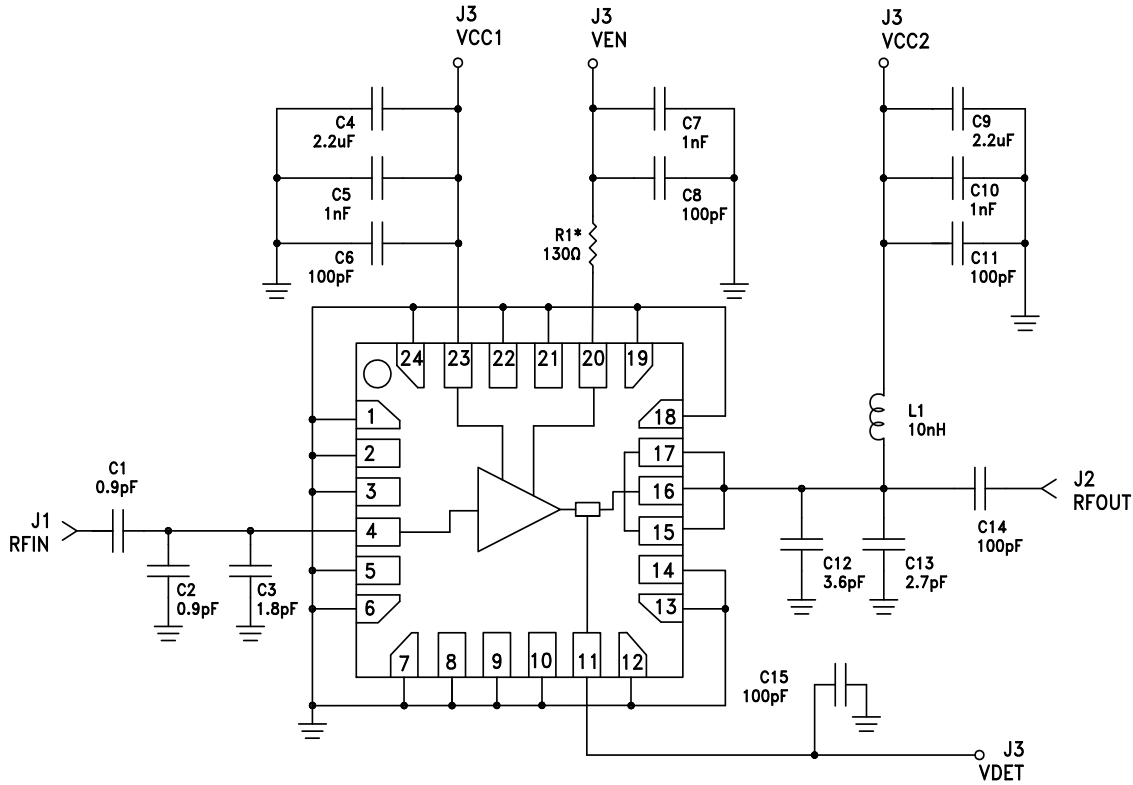 J3
VCC1
J3
VEN
J3
VCC2
C4
2.2uF
C5
1nF
C6
100pF
C7
1nF
C8
100pF
R1*
130Ω
C9
2.2uF
C10
1nF
C11
100pF
24
23
22
21
20
19
1
2
3
4
5
6
18
17
16
15
14
13
7
8
9
10
11
12
L1
10nH
C1
0.9pF
J1
RFIN
C2
0.9pF
C3
1.8pF
J2
RFOUT
C14
100pF
C12
3.6pF
C13
2.7pF
C15
100pF
J3
VDET